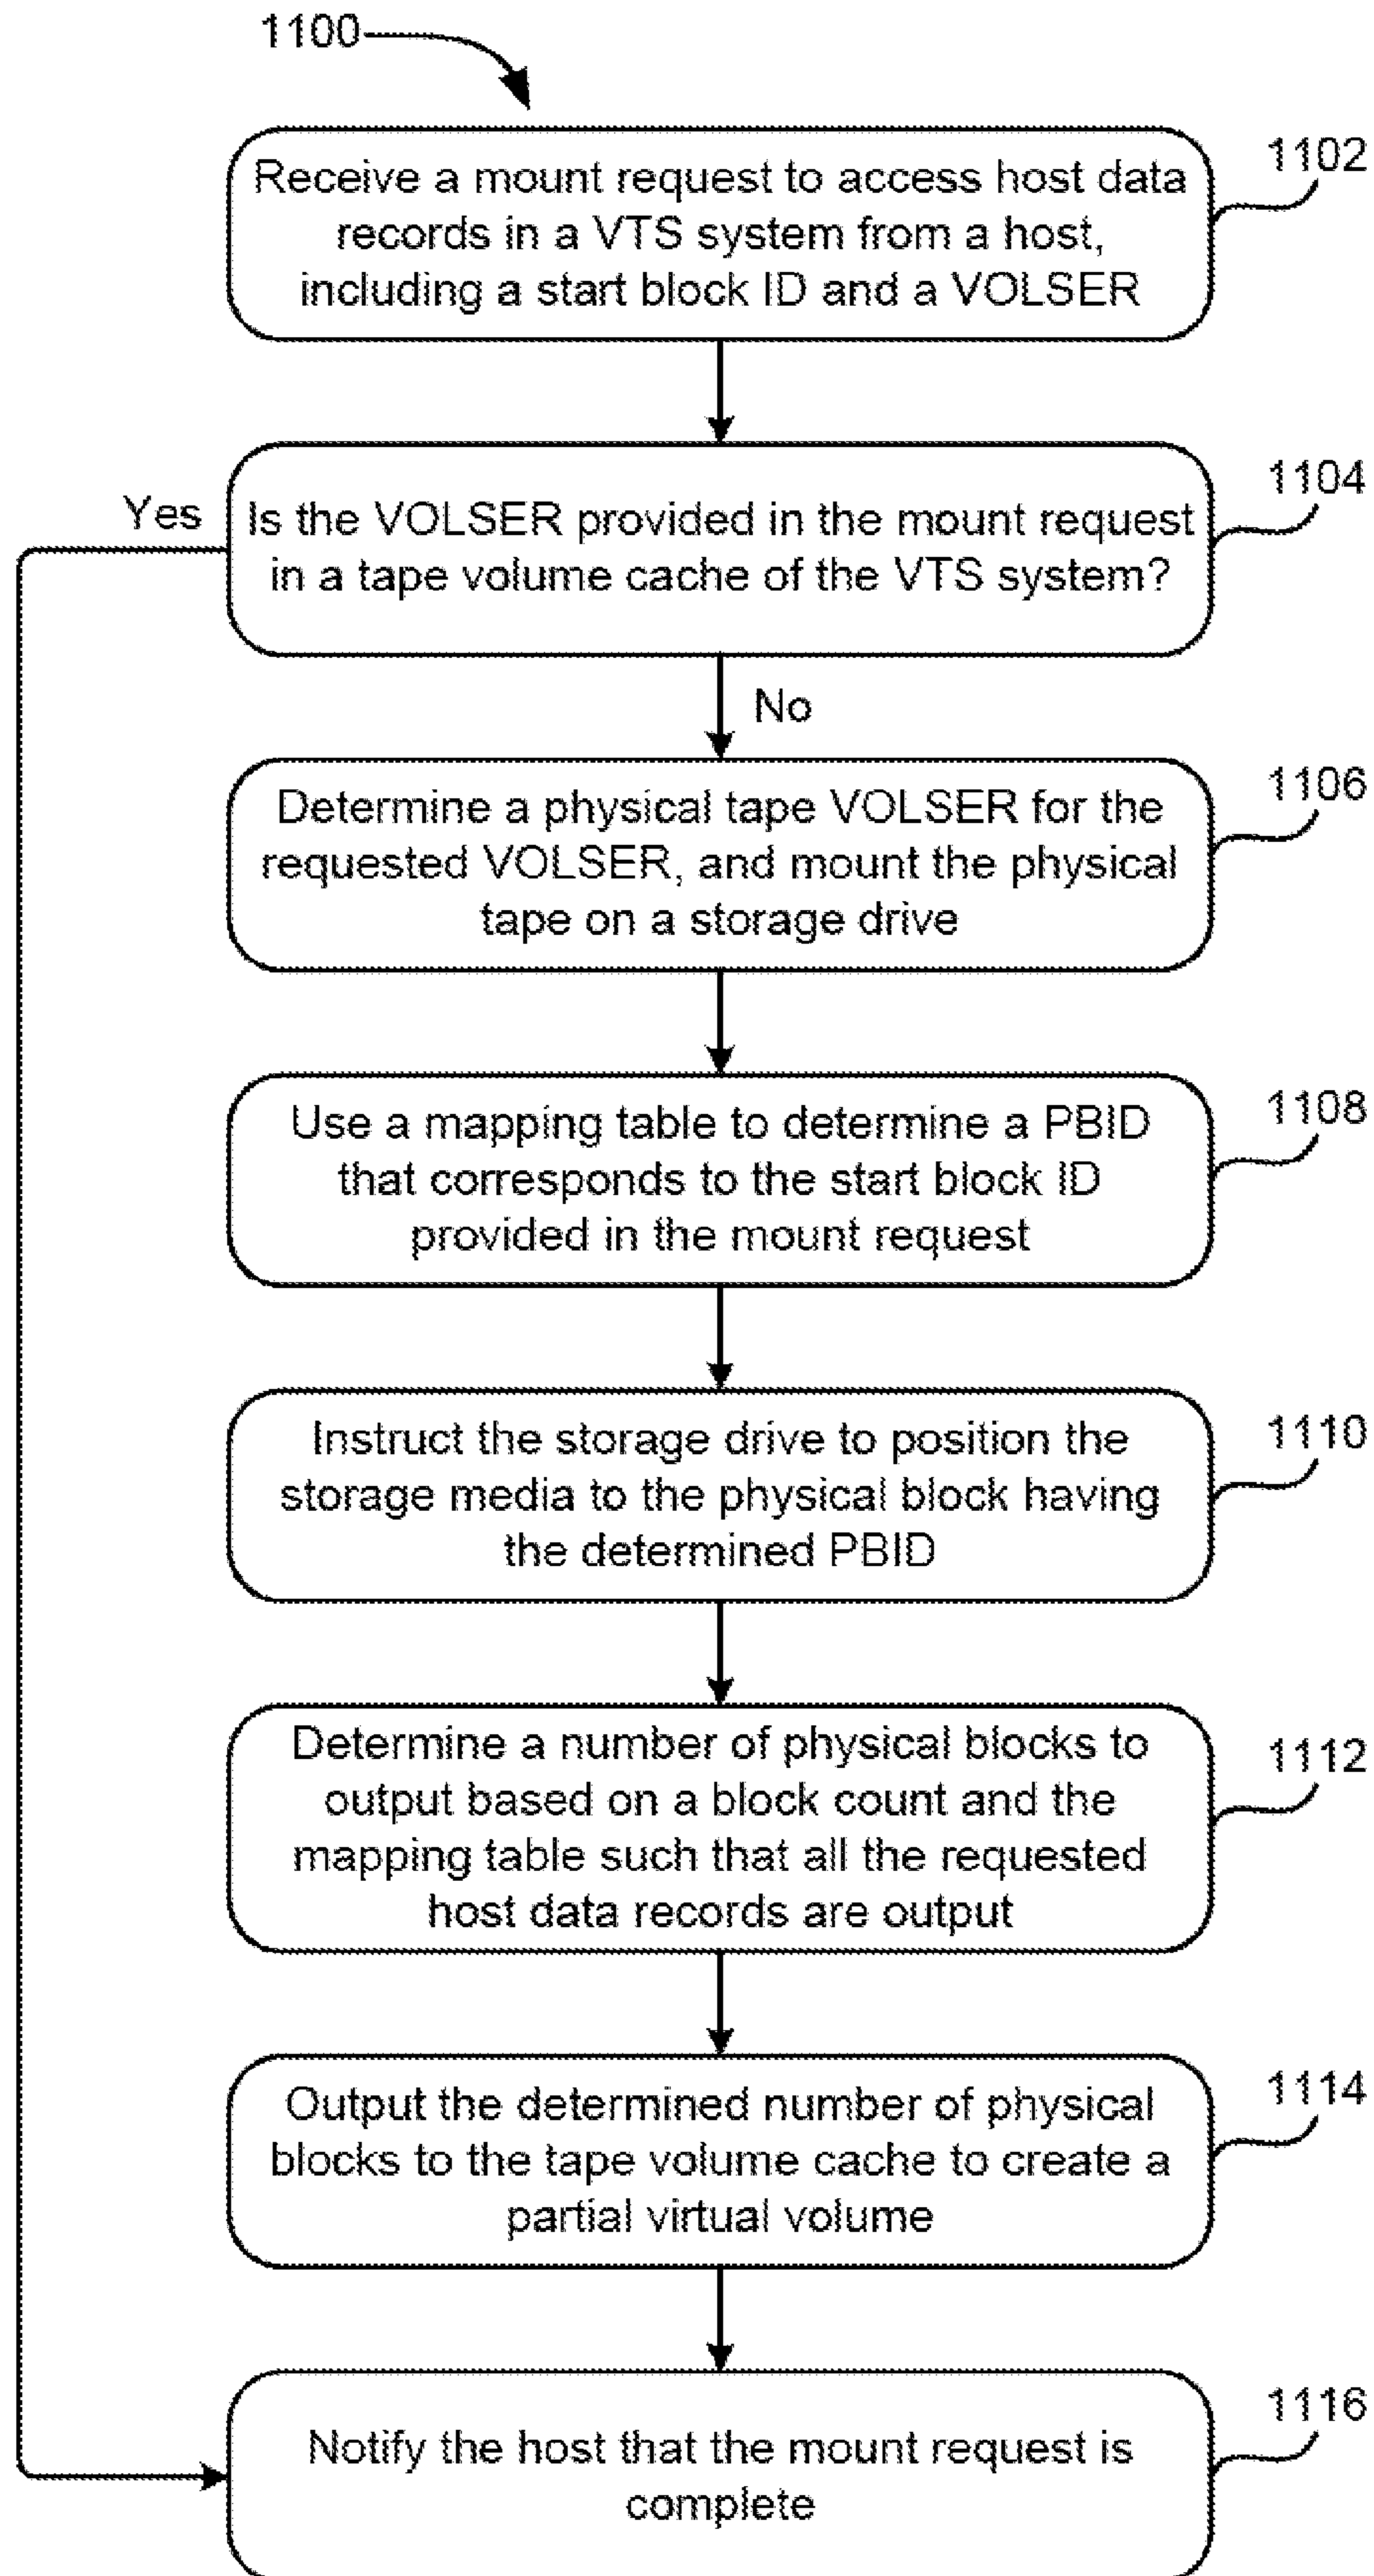 1100
Receive a mount request to access host data
records in a VTS system from a host,
including a start block ID and a VOLSER
1102
Is the VOLSER provided in the mount request
in a tape volume cache of the VTS system?
1104
Yes
No
Determine a physical tape VOLSER for the
requested VOLSER, and mount the physical
tape on a storage drive
1106
Use a mapping table to determine a PBID
that corresponds to the start block ID
provided in the mount request
1108
Instruct the storage drive to position the
storage media to the physical block having
the determined PBID
1110
Determine a number of physical blocks to
output based on a block count and the
mapping table such that all the requested
host data records are output
1112
Output the determined number of physical
blocks to the tape volume cache to create a
partial virtual volume
1114
Notify the host that the mount request is
complete
1116